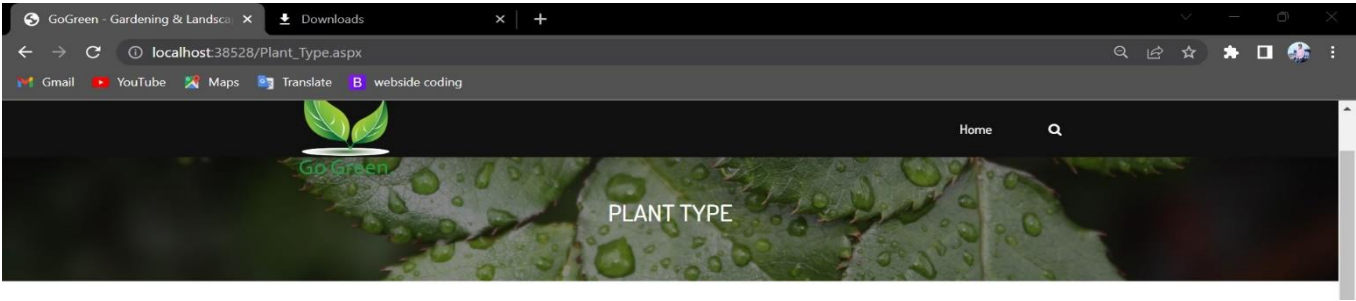 GoGreen - Gardening & Landsca
Downloads
localhost:38528/Plant_Type.aspx
Gmail YouTube Maps Translate B webside coding
Go Green
Home
PLANT TYPE